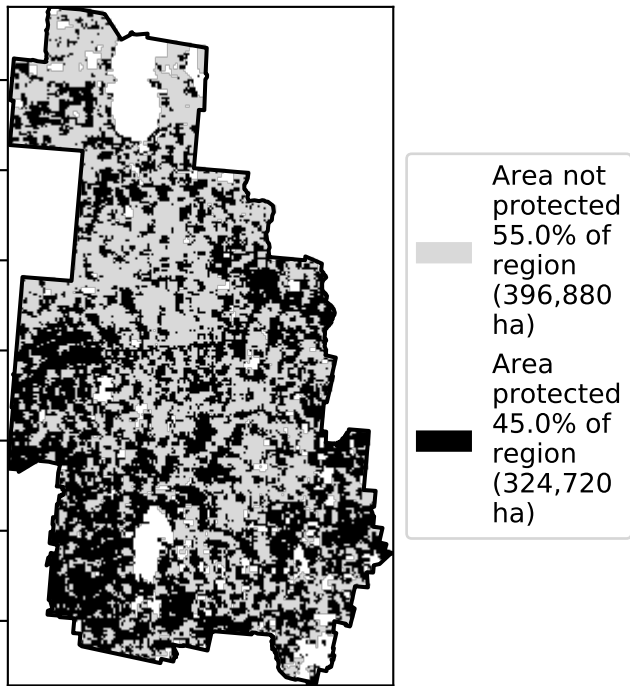 Area not
protected
55.0% of
region
(396,880
ha)
Area
protected
45.0% of
region
(324,720
ha)